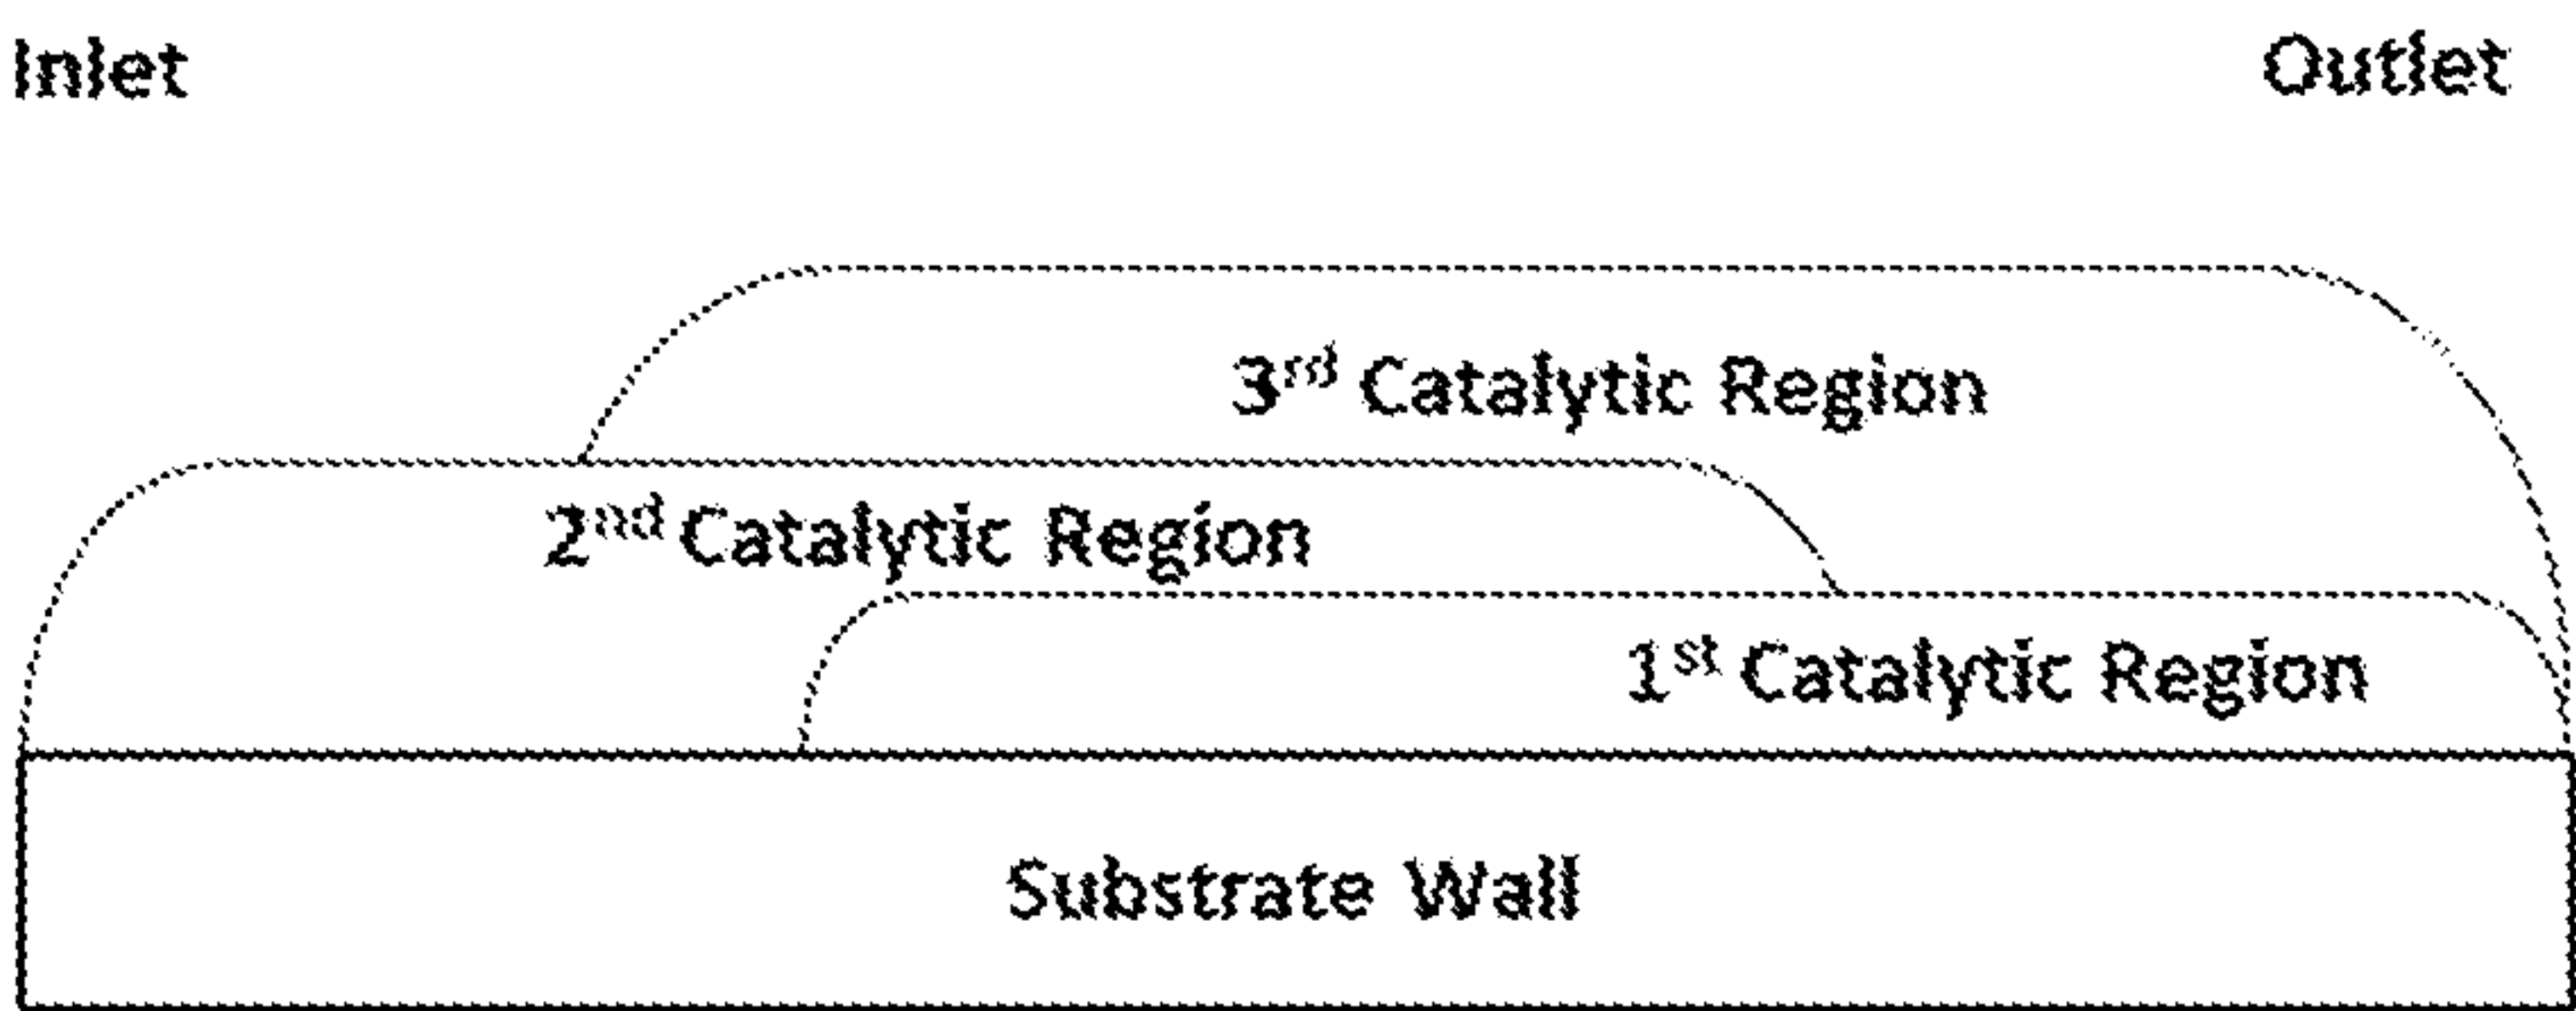 Inlet Outlet
3rd Catalytic Region
2nd Catalytic Region
1st Catalytic Region
Substrate Wall